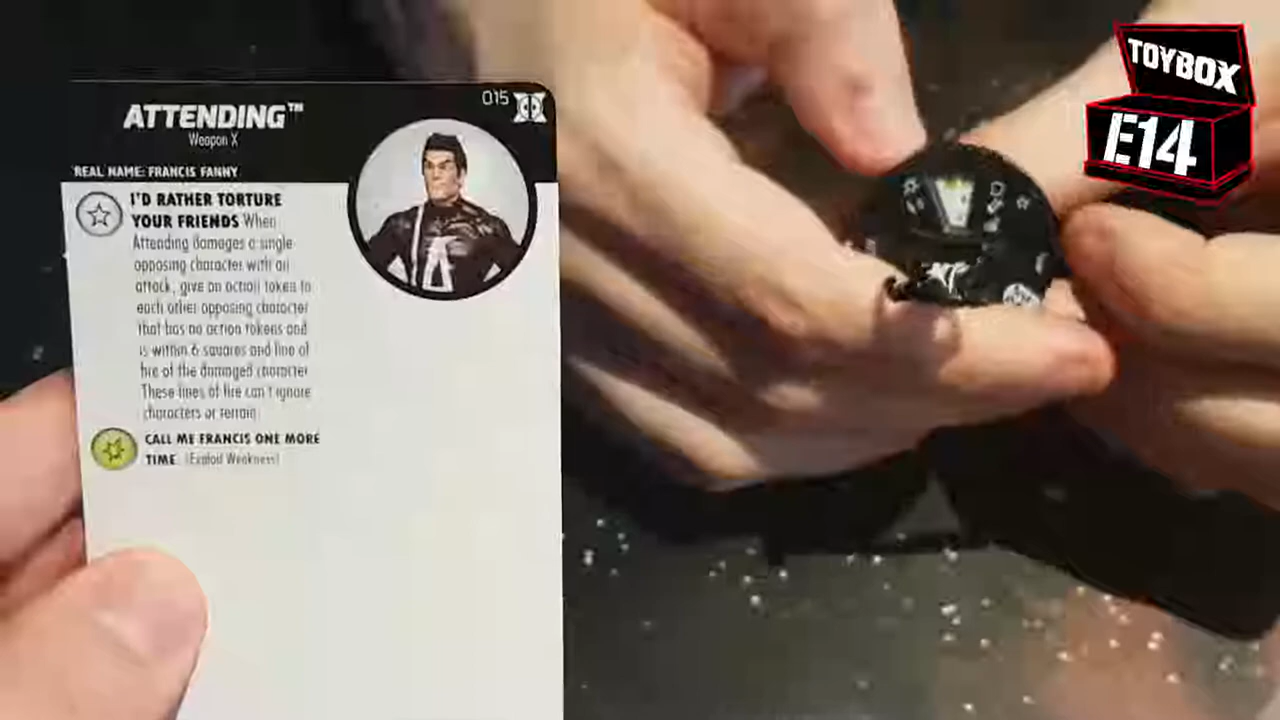 ATTENDING™
015
Weapon X
REAL NAME: FRANCIS FANNY
I'D RATHER TORTURE
YOUR FRIENDS When
Attending damages a single
opposing character with an
attack, give an action token to
each other opposing character
that has no action tokens and
is within 6 squares and line of
fire of the damaged character
These lines of fire can't ignore
characters or terrain
CALL ME FRANCIS ONE MORE
TIME (Exploit Weakness)
TOYBOX
E14